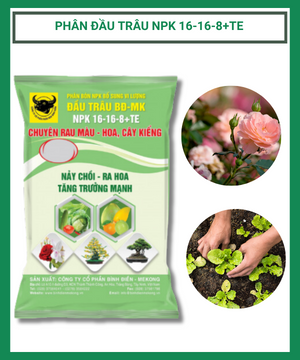 PHÂN ĐẦU TRÂU NPK 16-16-8+TE
PHÂN BÓN NPK BỔ SUNG VI LƯỢNG
ĐẦU TRÂU BĐ-MK
NPK 16-16-8+TE
CHUYÊN RAU MÀU - HOA, CÂY KIỂNG
NẢY CHỒI - RA HOA
TĂNG TRƯỞNG MẠNH
SẢN XUẤT: CÔNG TY CỔ PHẦN BÌNH ĐIỀN - MEKONG